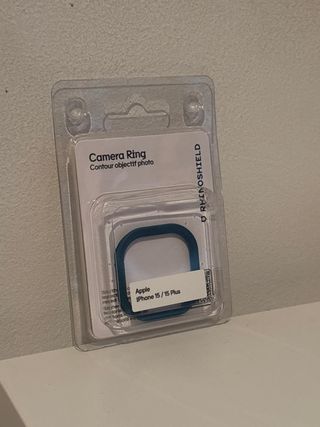 Camera Ring
Contour objectif photo
RHINOSHIELD
Apple
iPhone 15 / 15 Plus